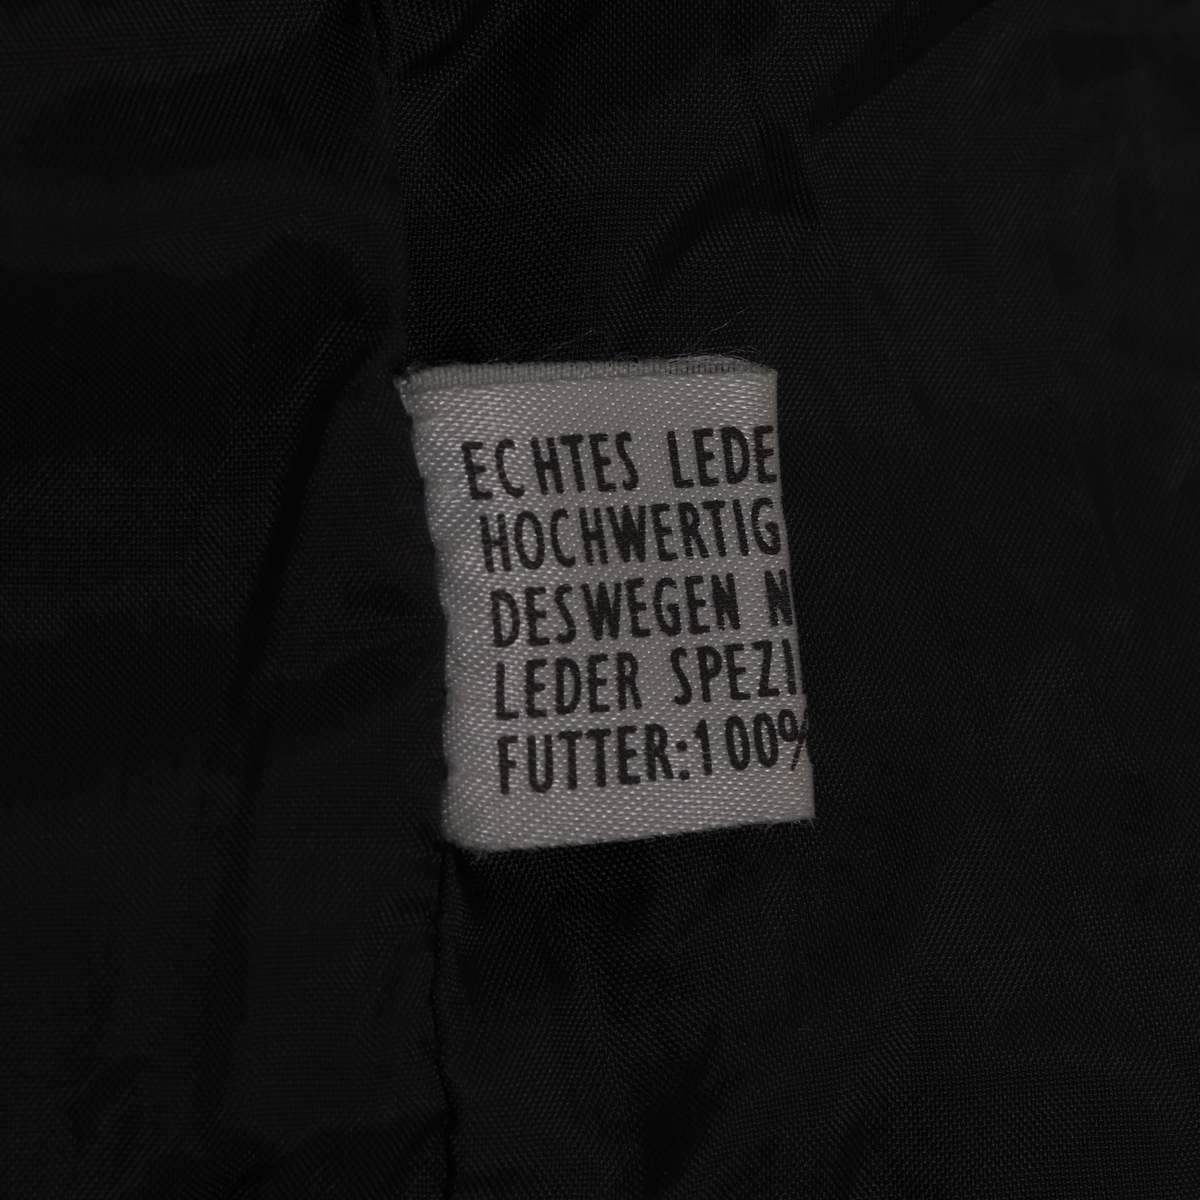 ECHTES LEDE
HOCHWERTIG
DESWEGEN N
LEDER SPEZI
FUTTER:100%